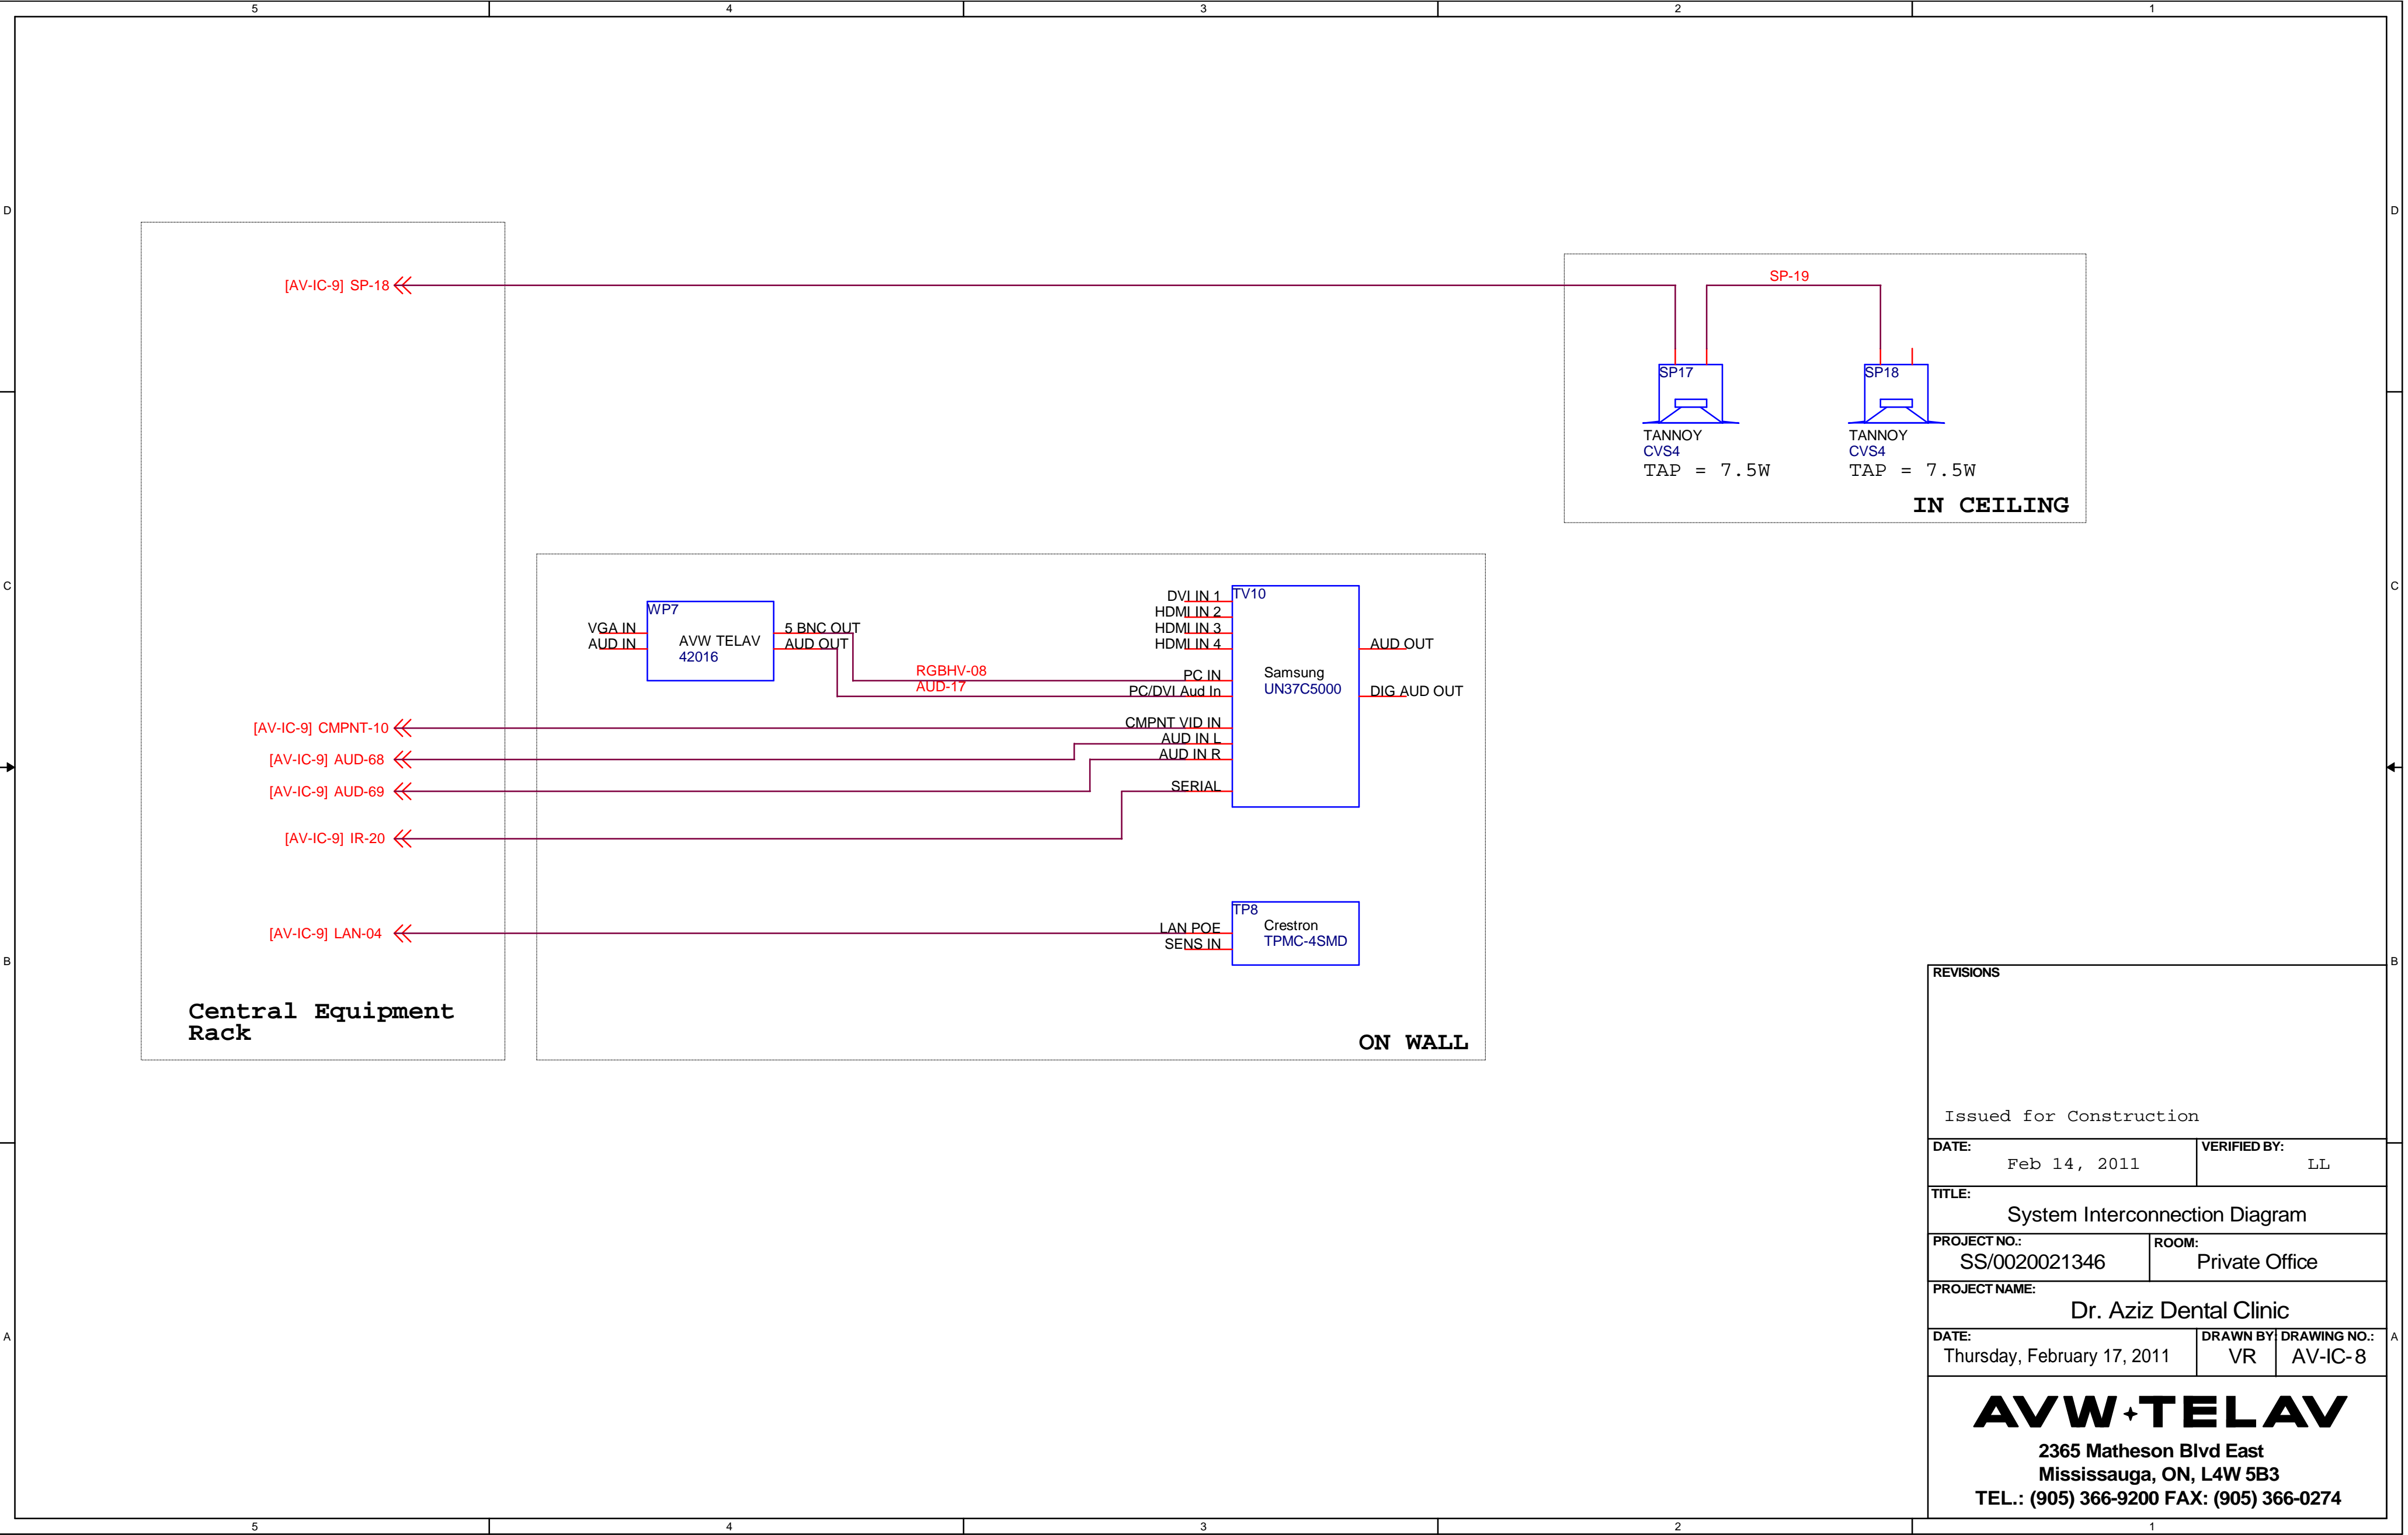 5 4 3 2 1
D D
[AV-IC-9] SP-18
SP-19
SP17
SP18
TANNOY
CVS4
TAP = 7.5W
TANNOY
CVS4
TAP = 7.5W
IN CEILING
C C
WP7
VGA IN
AUD IN
AVW TELAV
42016
5 BNC OUT
AUD OUT
RGBHV-08
AUD-17
DVI IN 1
HDMI IN 2
HDMI IN 3
HDMI IN 4
PC IN
PC/DVI Aud In
CMPNT VID IN
AUD IN L
AUD IN R
SERIAL
TV10
Samsung
UN37C5000
AUD OUT
DIG AUD OUT
[AV-IC-9] CMPNT-10
[AV-IC-9] AUD-68
[AV-IC-9] AUD-69
[AV-IC-9] IR-20
[AV-IC-9] LAN-04
LAN POE
SENS IN
TP8
Crestron
TPMC-4SMD
B B
Central Equipment
Rack
ON WALL
REVISIONS
Issued for Construction
DATE:
Feb 14, 2011
VERIFIED BY:
LL
TITLE:
System Interconnection Diagram
PROJECT NO.:
SS/0020021346
ROOM:
Private Office
PROJECT NAME:
Dr. Aziz Dental Clinic
A A
DATE:
Thursday, February 17, 2011
DRAWN BY:
VR
DRAWING NO.:
AV-IC-8
AVW TELAV
2365 Matheson Blvd East
Mississauga, ON, L4W 5B3
TEL.: (905) 366-9200 FAX: (905) 366-0274
5 4 3 2 1